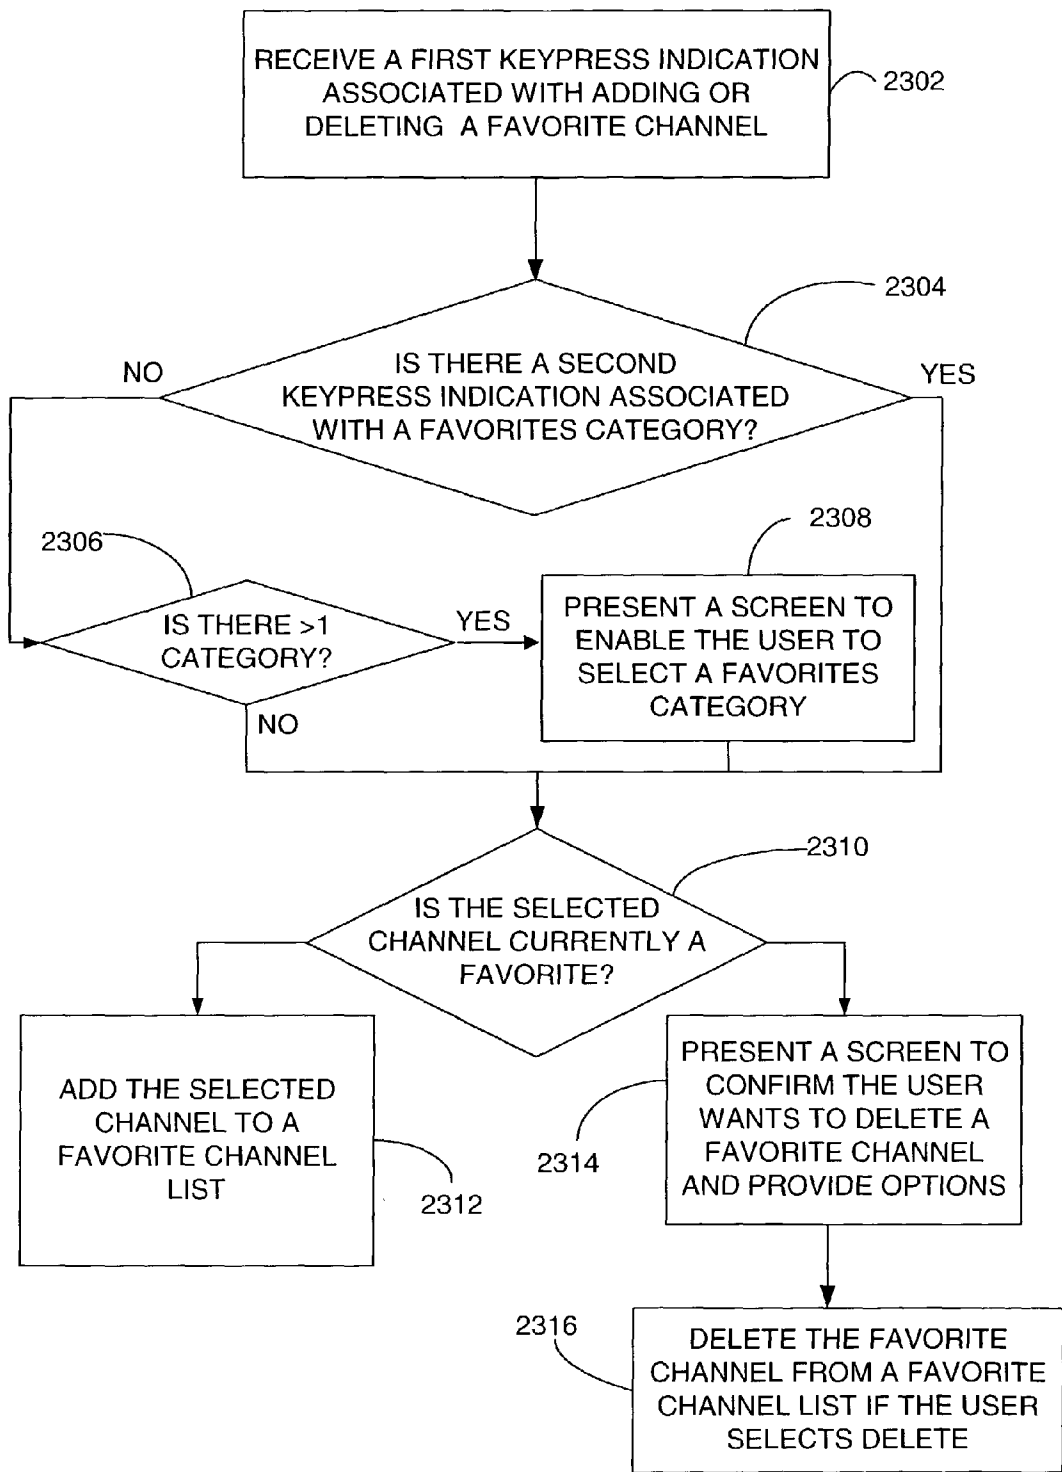 RECEIVE A FIRST KEYPRESS INDICATION
ASSOCIATED WITH ADDING OR
DELETING A FAVORITE CHANNEL
2302
2304
NO
IS THERE A SECOND
KEYPRESS INDICATION ASSOCIATED
WITH A FAVORITES CATEGORY?
YES
2306
2308
IS THERE >1
CATEGORY?
YES
NO
PRESENT A SCREEN TO
ENABLE THE USER TO
SELECT A FAVORITES
CATEGORY
2310
IS THE SELECTED
CHANNEL CURRENTLY A
FAVORITE?
ADD THE SELECTED
CHANNEL TO A
FAVORITE CHANNEL
LIST
2312
PRESENT A SCREEN TO
CONFIRM THE USER
WANTS TO DELETE A
FAVORITE CHANNEL
AND PROVIDE OPTIONS
2314
2316
DELETE THE FAVORITE
CHANNEL FROM A FAVORITE
CHANNEL LIST IF THE USER
SELECTS DELETE